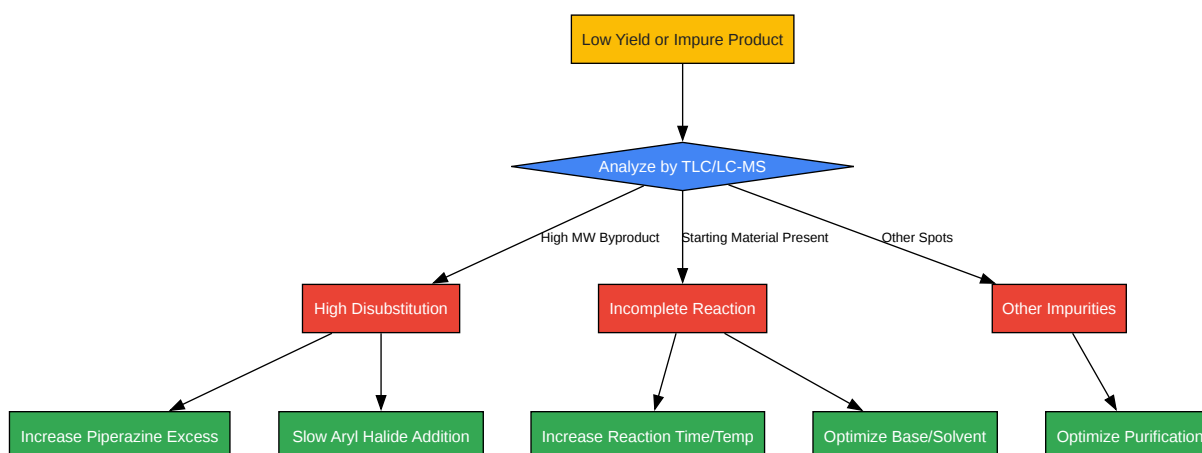 Low Yield or Impure Product
Analyze by TLC/LC-MS
High MW Byproduct
Starting Material Present
Other Spots
High Disubstitution
Incomplete Reaction
Other Impurities
Increase Piperazine Excess
Slow Aryl Halide Addition
Increase Reaction Time/Temp
Optimize Base/Solvent
Optimize Purification